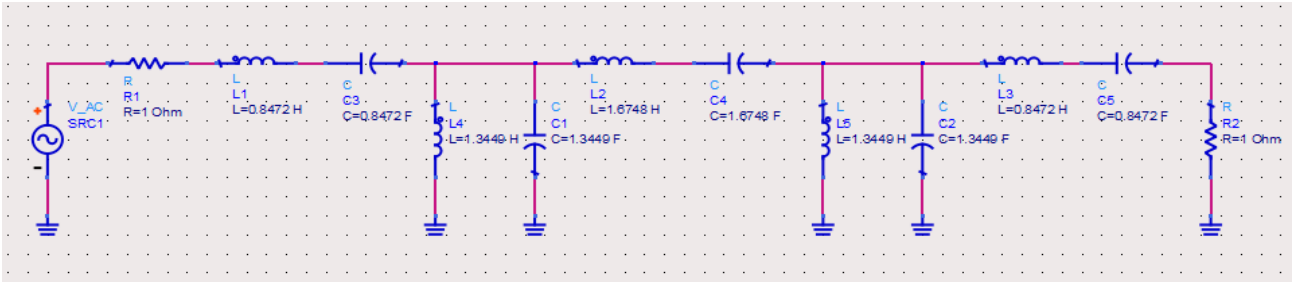 V_AC
SRC1
R
R1
R=1 Ohm
L
L1
L=0.8472 H
C
C3
C=0.8472 F
L
L4
L=1.3449 H
C
C1
C=1.3449 F
L
L2
L=1.6748 H
C
C4
C=1.6748 F
L
L5
L=1.3449 H
C
C2
C=1.3449 F
L
L3
L=0.8472 H
C
C5
C=0.8472 F
R
R2
R=1 Ohm